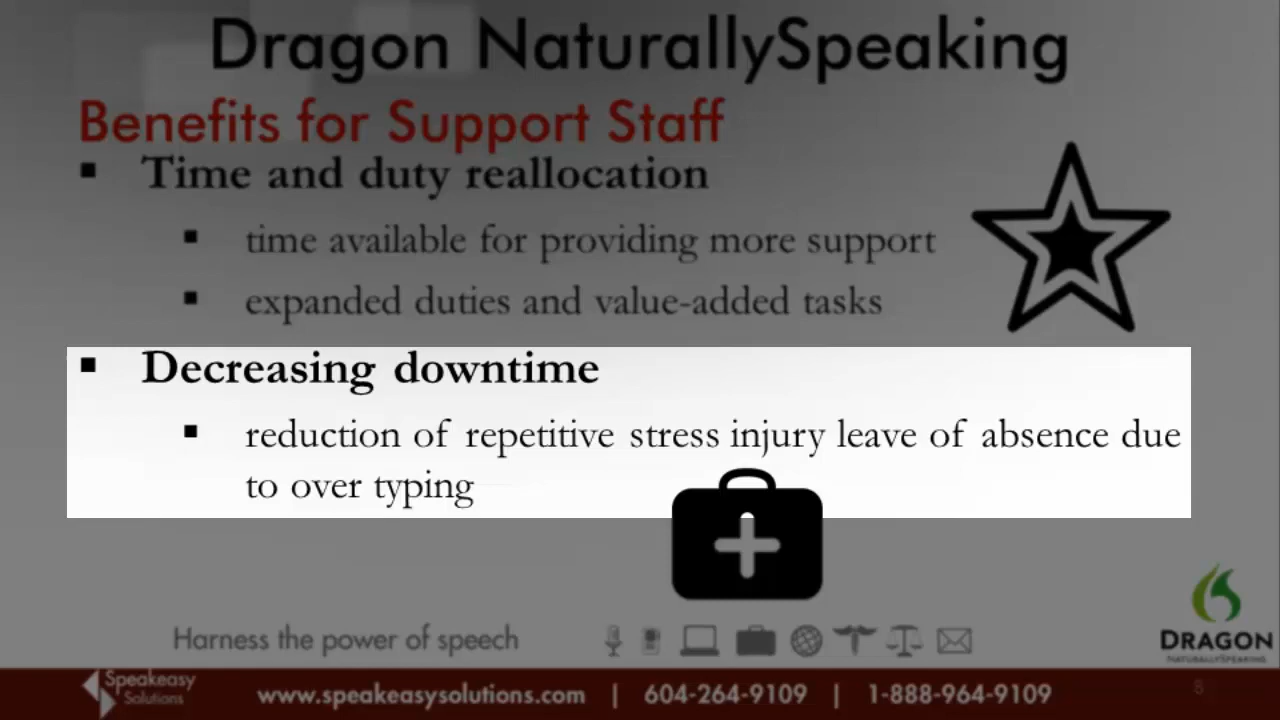 Dragon NaturallySpeaking
Benefits for Support Staff
▪ Time and duty reallocation
▪ time available for providing more support
▪ expanded duties and value-added tasks
▪ Decreasing downtime
▪ reduction of repetitive stress injury leave of absence due
to over typing
Harness the power of speech
DRAGON
NATURALLYSPEAKING
Speakeasy
Solutions
www.speakeasysolutions.com | 604-264-9109 | 1-888-964-9109